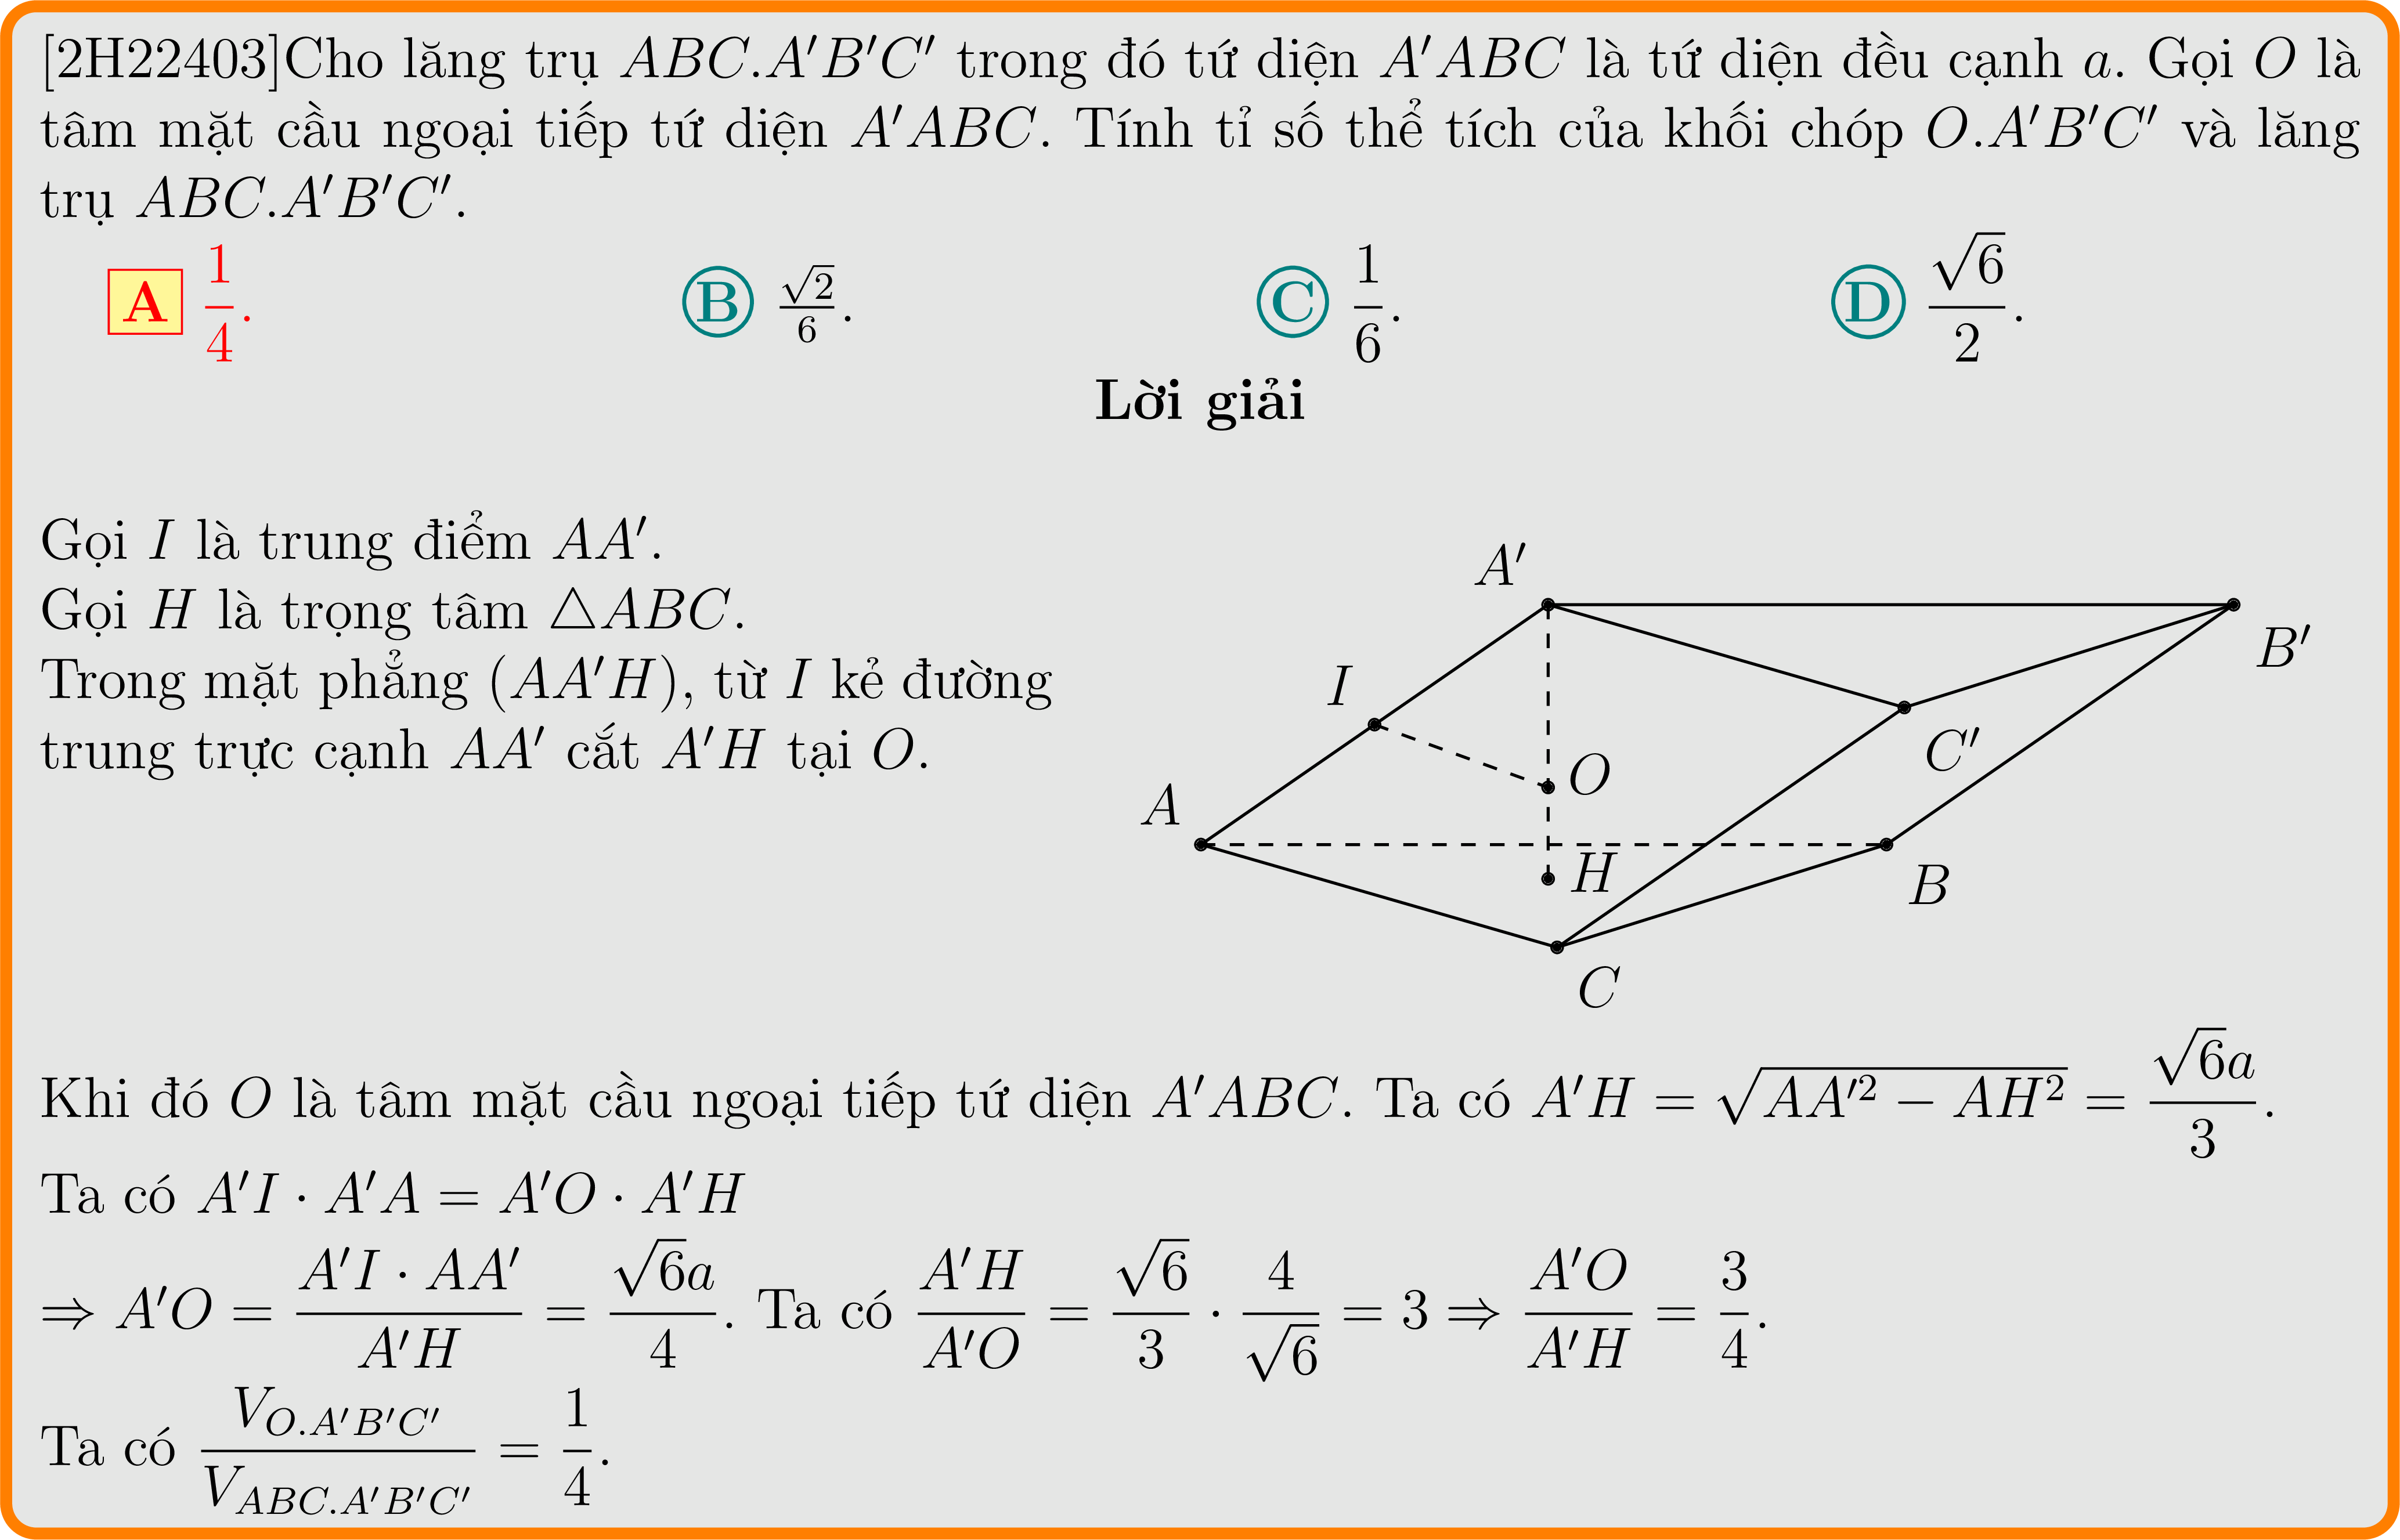 [2H22403]Cho lăng trụ ABC.A′B′C′ trong đó tứ diện A′ABC là tứ diện đều cạnh a. Gọi O là
tâm mặt cầu ngoại tiếp tứ diện A′ABC. Tính tỉ số thể tích của khối chóp O.A′B′C′ và lăng
trụ ABC.A′B′C′.
A $\frac{1}{4}$. B $\frac{\sqrt{2}}{6}$. C $\frac{1}{6}$. D $\frac{\sqrt{6}}{2}$.
Lời giải
Gọi I là trung điểm AA′.
Gọi H là trọng tâm △ABC.
Trong mặt phẳng (AA′H), từ I kẻ đường
trung trực cạnh AA′ cắt A′H tại O.
A′
B′
I
C′
O
A
H
B
C
Khi đó O là tâm mặt cầu ngoại tiếp tứ diện A′ABC. Ta có $A'H = \sqrt{AA'^2 - AH^2} = \frac{\sqrt{6}a}{3}$.
Ta có A′I · A′A = A′O · A′H
$\Rightarrow A'O = \frac{A'I \cdot AA'}{A'H} = \frac{\sqrt{6}a}{4}$. Ta có $\frac{A'H}{A'O} = \frac{\sqrt{6}}{3} \cdot \frac{4}{\sqrt{6}} = 3 \Rightarrow \frac{A'O}{A'H} = \frac{3}{4}$.
Ta có $\frac{V_{O.A'B'C'}}{V_{ABC.A'B'C'}} = \frac{1}{4}$.